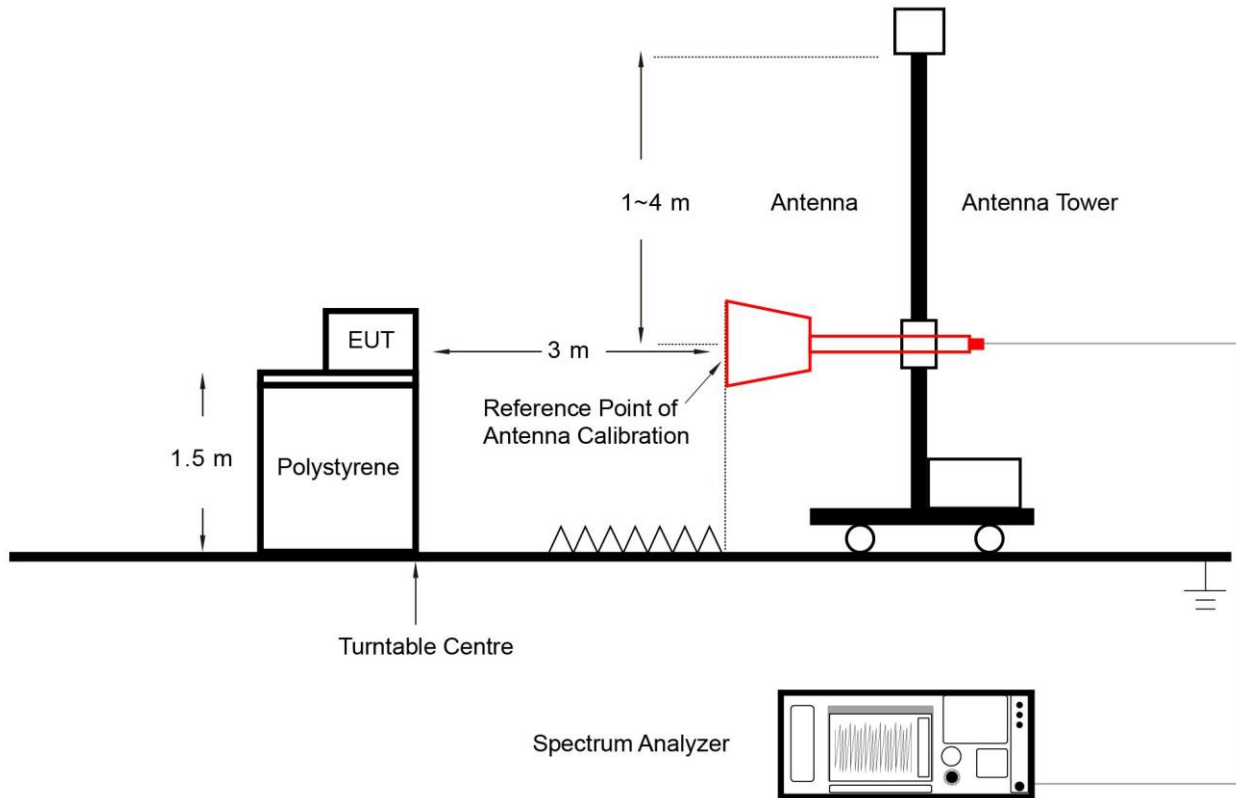 1~4 m
Antenna
Antenna Tower
EUT
3 m
Reference Point of
Antenna Calibration
1.5 m
Polystyrene
Turntable Centre
Spectrum Analyzer